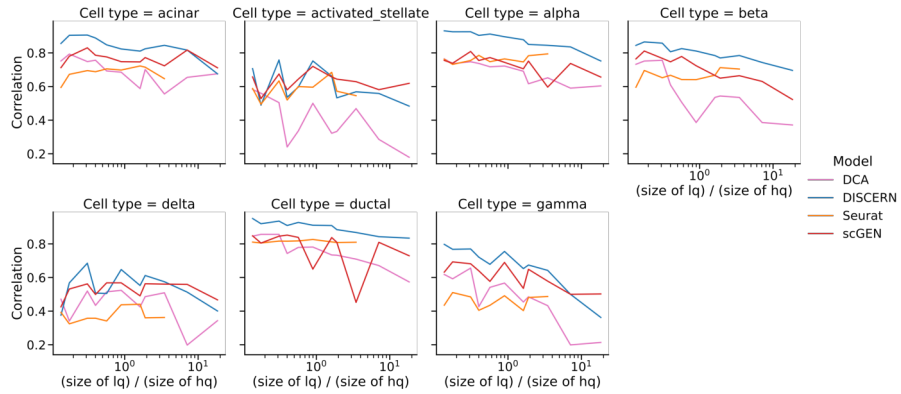 Cell type = acinar
Cell type = activated_stellate
Cell type = alpha
Cell type = beta
Correlation
0.8
0.6
0.4
0.2
10⁰ 10¹
(size of lq) / (size of hq)
Model
DCA
DISCERN
Seurat
scGEN
Cell type = delta
Cell type = ductal
Cell type = gamma
Correlation
0.8
0.6
0.4
0.2
10⁰ 10¹
(size of lq) / (size of hq)
10⁰ 10¹
(size of lq) / (size of hq)
10⁰ 10¹
(size of lq) / (size of hq)